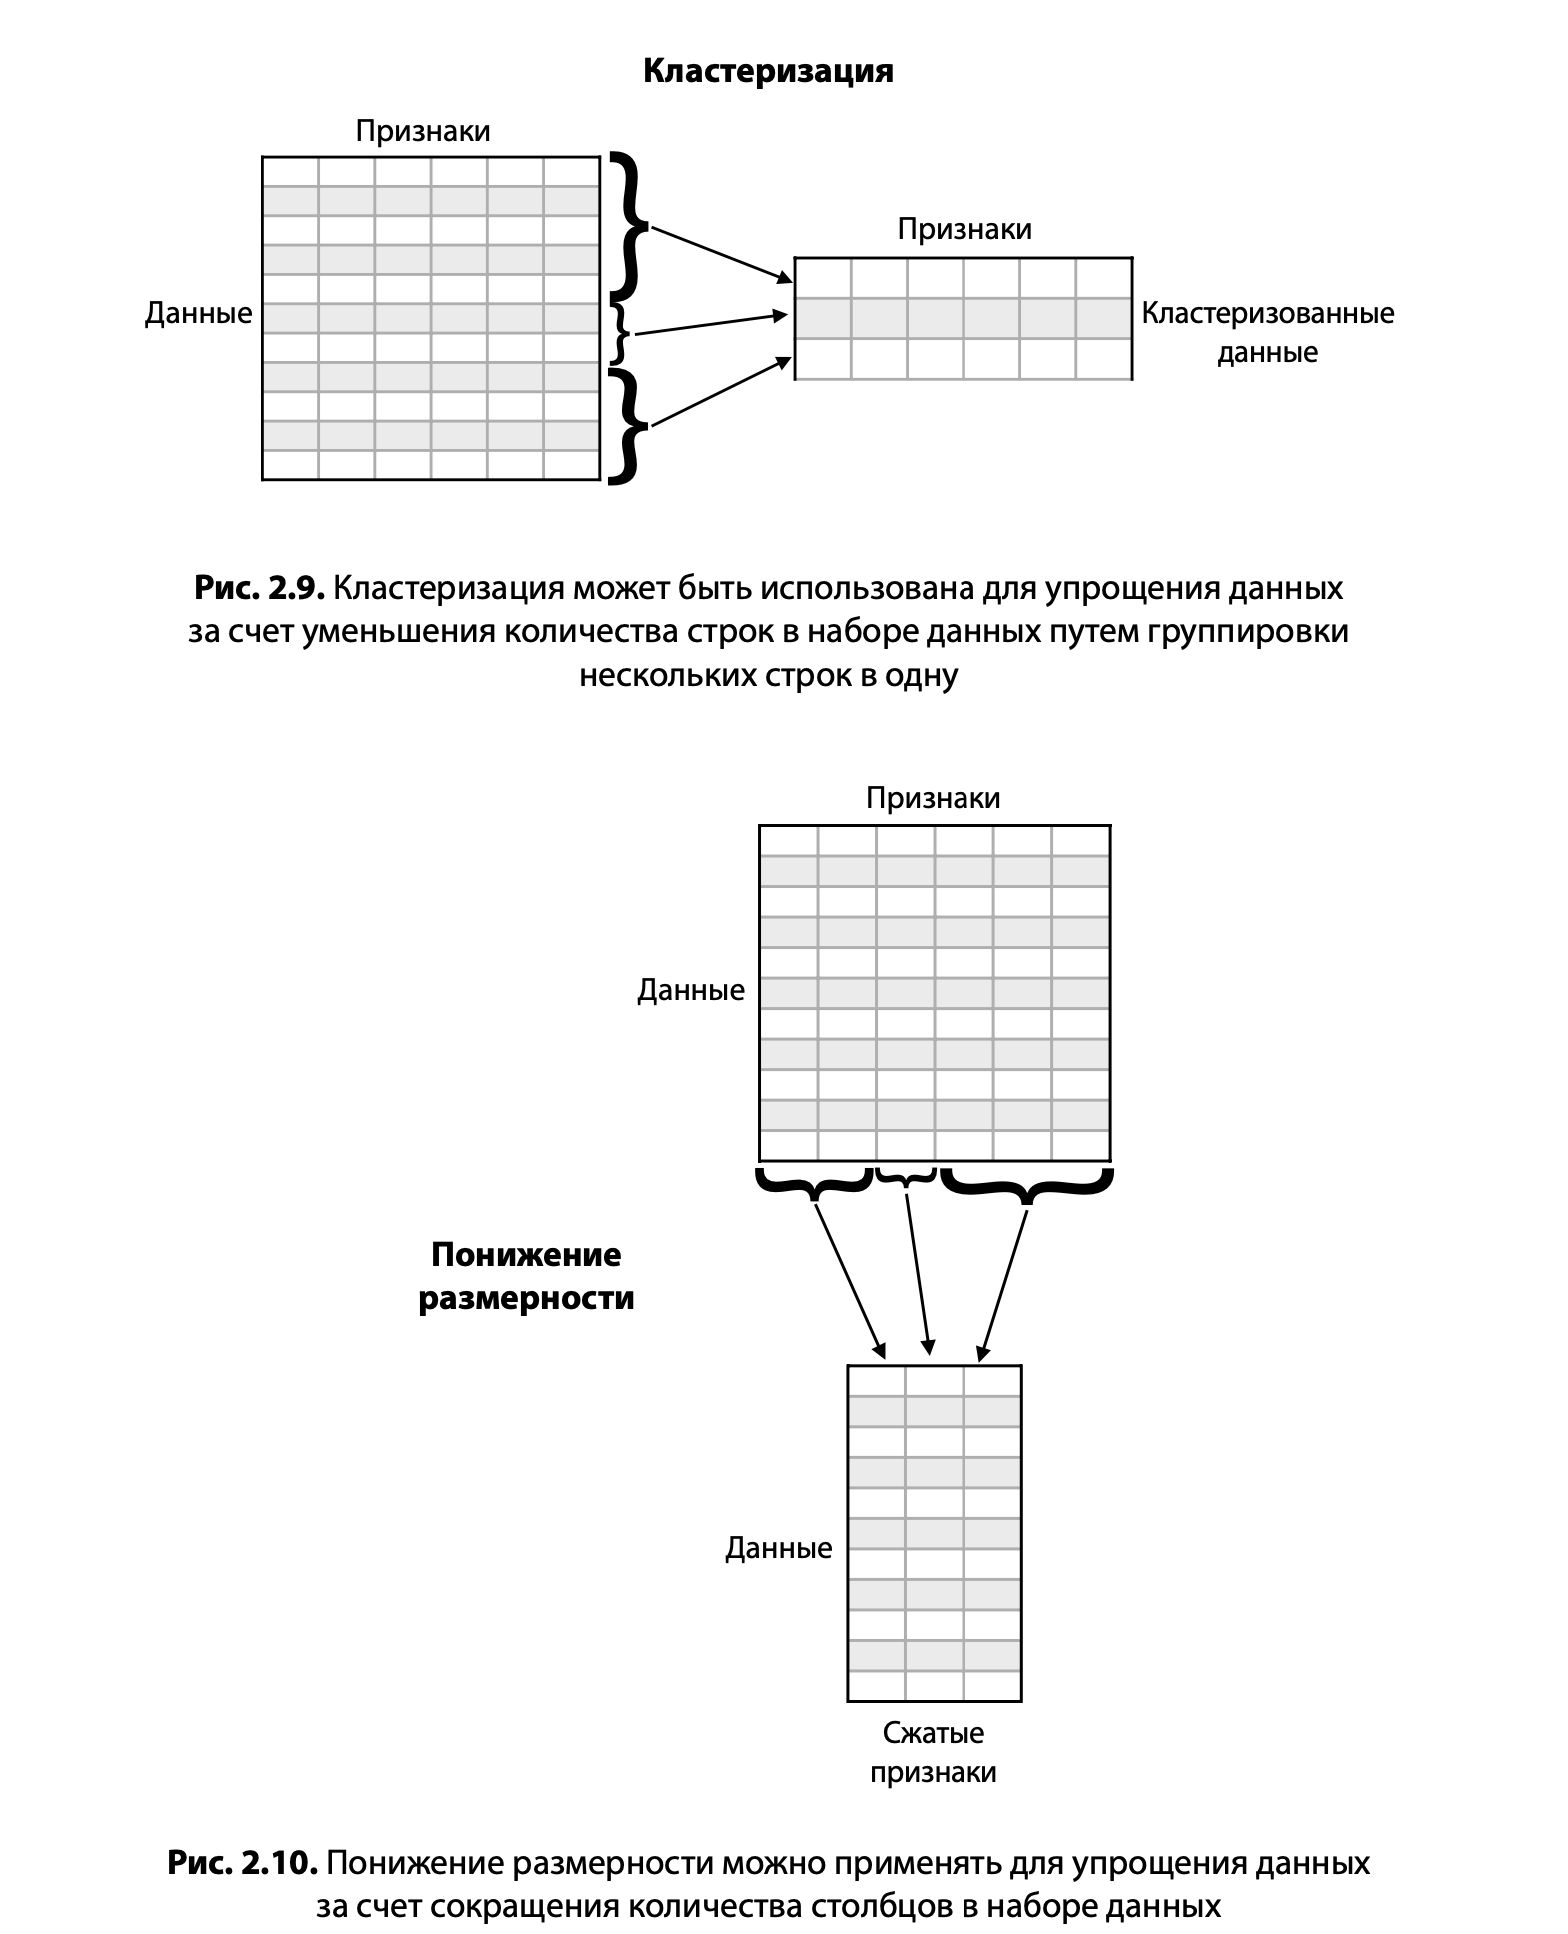 Кластеризация
Признаки
Данные
Признаки
Кластеризованные
данные
Рис. 2.9. Кластеризация может быть использована для упрощения данных
за счет уменьшения количества строк в наборе данных путем группировки
нескольких строк в одну
Признаки
Данные
Понижение
размерности
Данные
Сжатые
признаки
Рис. 2.10. Понижение размерности можно применять для упрощения данных
за счет сокращения количества столбцов в наборе данных